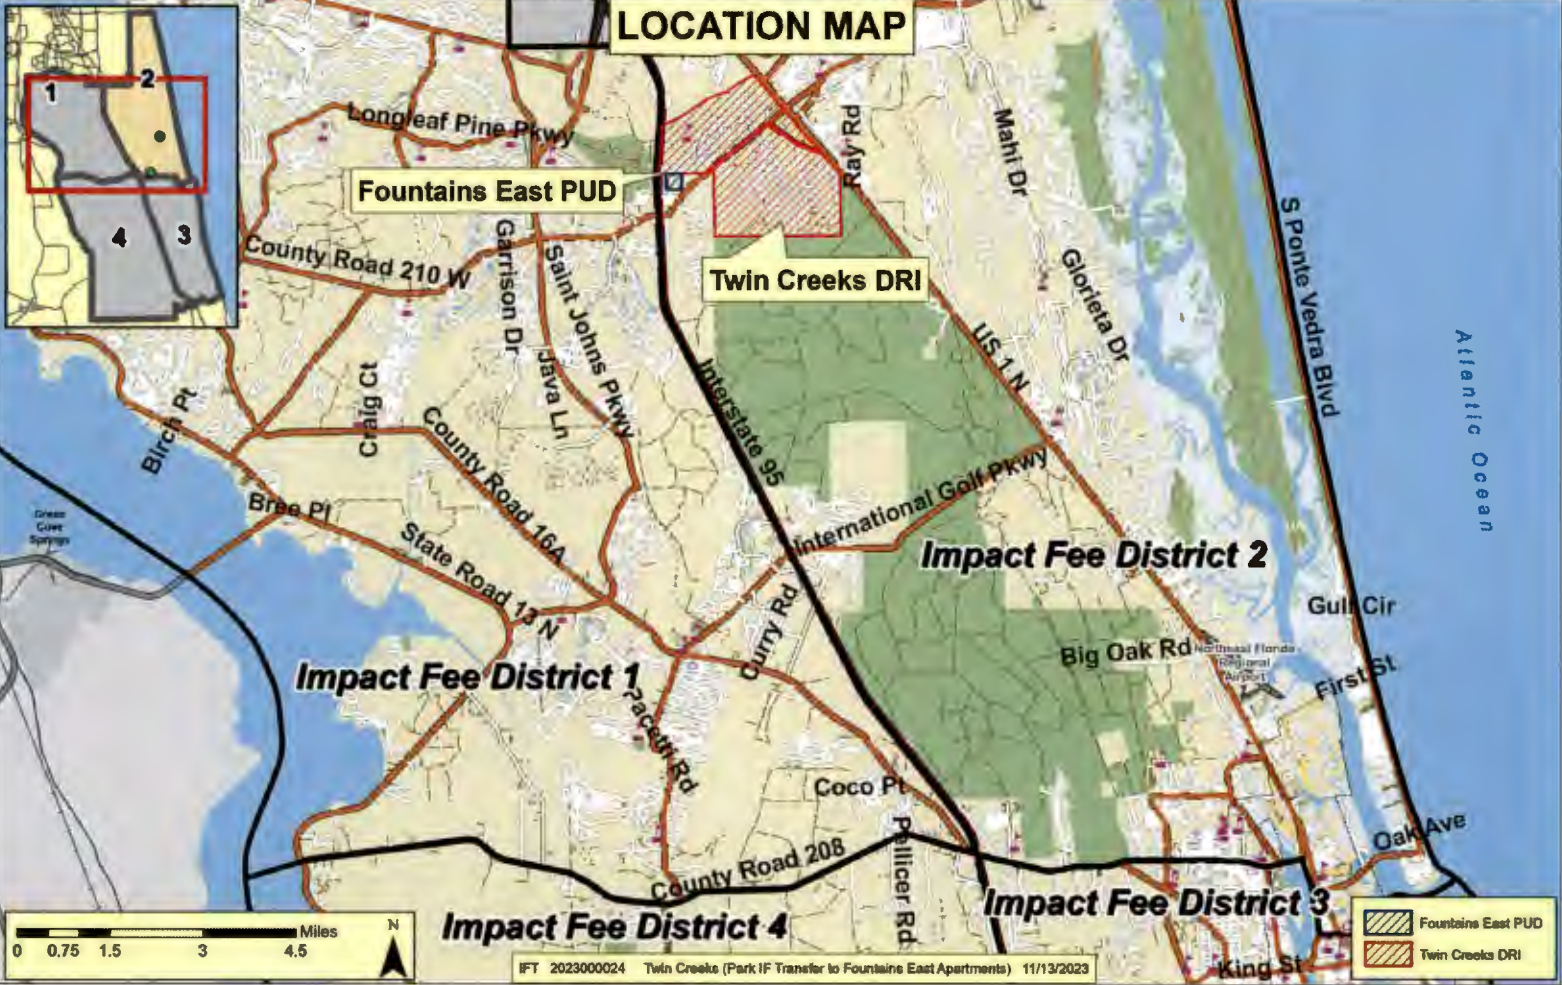 LOCATION MAP
1
2
4
3
Longleaf Pine Pkwy
Ray Rd
Mahi Dr
Fountains East PUD
County Road 210 W
Garrison Dr
Saint Johns Pkwy
Twin Creeks DRI
Glorieta Dr
S Ponte Vedra Blvd
US 1 N
Java Ln
Interstate 95
Atlantic Ocean
Birch Pt
Craig Ct
County Road 16A
International Golf Pkwy
Bree Pl
Green
Cove
Springs
State Road 13 N
Impact Fee District 2
Curry Rd
Gulf Cir
Big Oak Rd
Northeast Florida
Regional
Airport
First St
Impact Fee District 1
Pacetti Rd
Coco Pt
Pellicer Rd
Oak Ave
County Road 208
Impact Fee District 3
Impact Fee District 4
King St
Miles
0 0.75 1.5 3 4.5
N
IFT 2023000024 Twin Creeks (Park IF Transfer to Fountains East Apartments) 11/13/2023
Fountains East PUD
Twin Creeks DRI